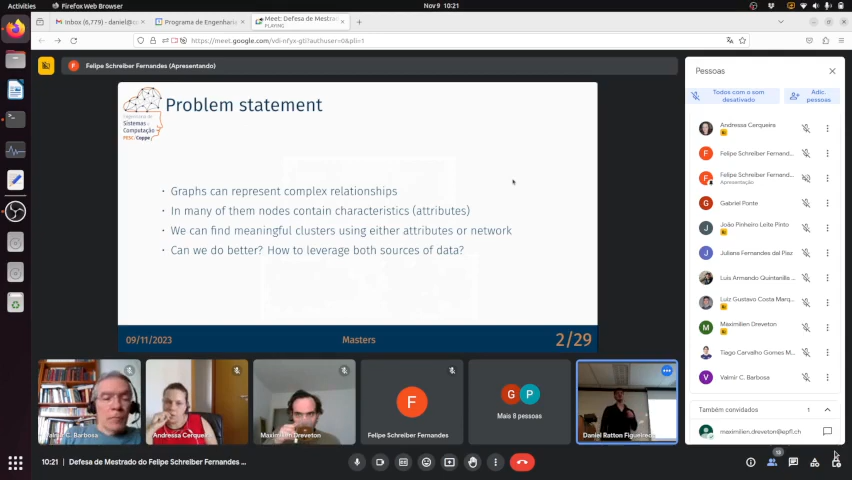 Activities
Firefox Web Browser
Nov 9 10:21
Inbox (6,779) - daniel@c
Programa de Engenhari
Meet: Defesa de Mestrad
PLAYING
https://meet.google.com/vdi-nfyx-gti?authuser=0&pli=1
Felipe Schreiber Fernandes (Apresentando)
Problem statement
Sistemas e
Computação
PESC Coppe
• Graphs can represent complex relationships
• In many of them nodes contain characteristics (attributes)
• We can find meaningful clusters using either attributes or network
• Can we do better? How to leverage both sources of data?
09/11/2023
Masters
2/29
Pessoas
Todos com o som
desativado
Adic.
pessoas
Andressa Cerqueira
Felipe Schreiber Fernand...
Felipe Schreiber Fernand...
Apresentação
Gabriel Ponte
João Pinheiro Leite Pinto
Juliana Fernandes dal Piaz
Luis Armando Quintanilla ...
Luiz Gustavo Costa Marq...
Maximilien Dreveton
Tiago Carvalho Gomes M...
Valmir C. Barbosa
Também convidados
1
maximilien.dreveton@epfl.ch
Valmir C. Barbosa
Andressa Cerqueira
Maximilien Dreveton
F
Felipe Schreiber Fernandes
G P
Mais 8 pessoas
Daniel Ratton Figueiredo
10:21
Defesa de Mestrado do Felipe Schreiber Fernandes ...